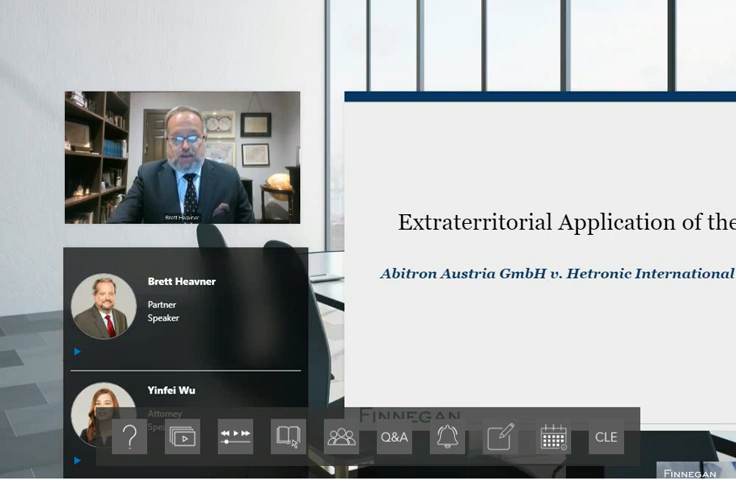 Brett Heavner
Extraterritorial Application of the
Abitron Austria GmbH v. Hetronic International
Brett Heavner
Partner
Speaker
Yinfei Wu
Attorney
FINNEGAN
Q&A
CLE
FINNEGAN